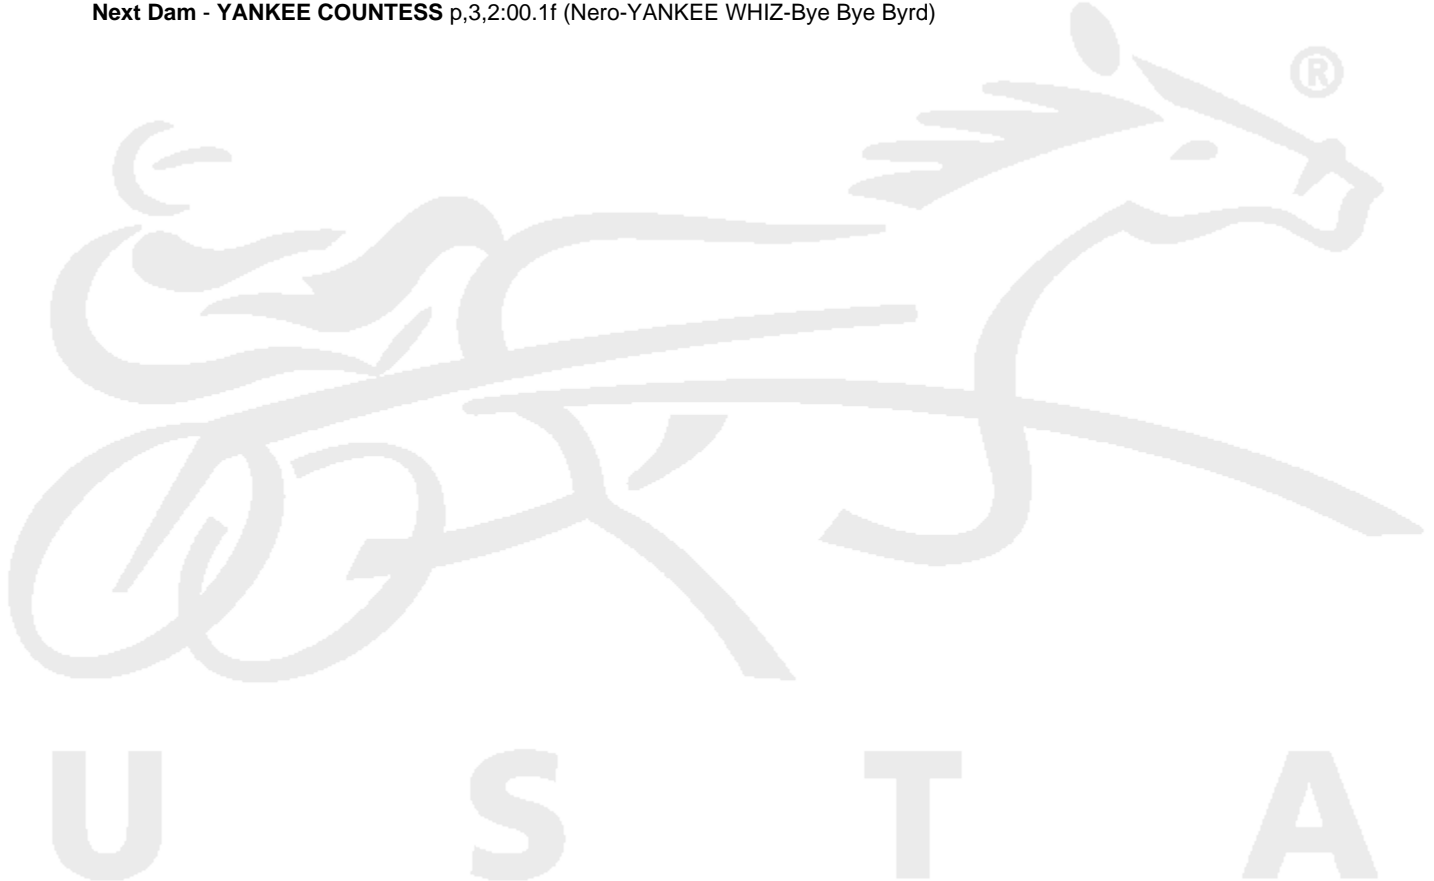 Next Dam - YANKEE COUNTESS p,3,2:00.1f (Nero-YANKEE WHIZ-Bye Bye Byrd)
®
U S T A